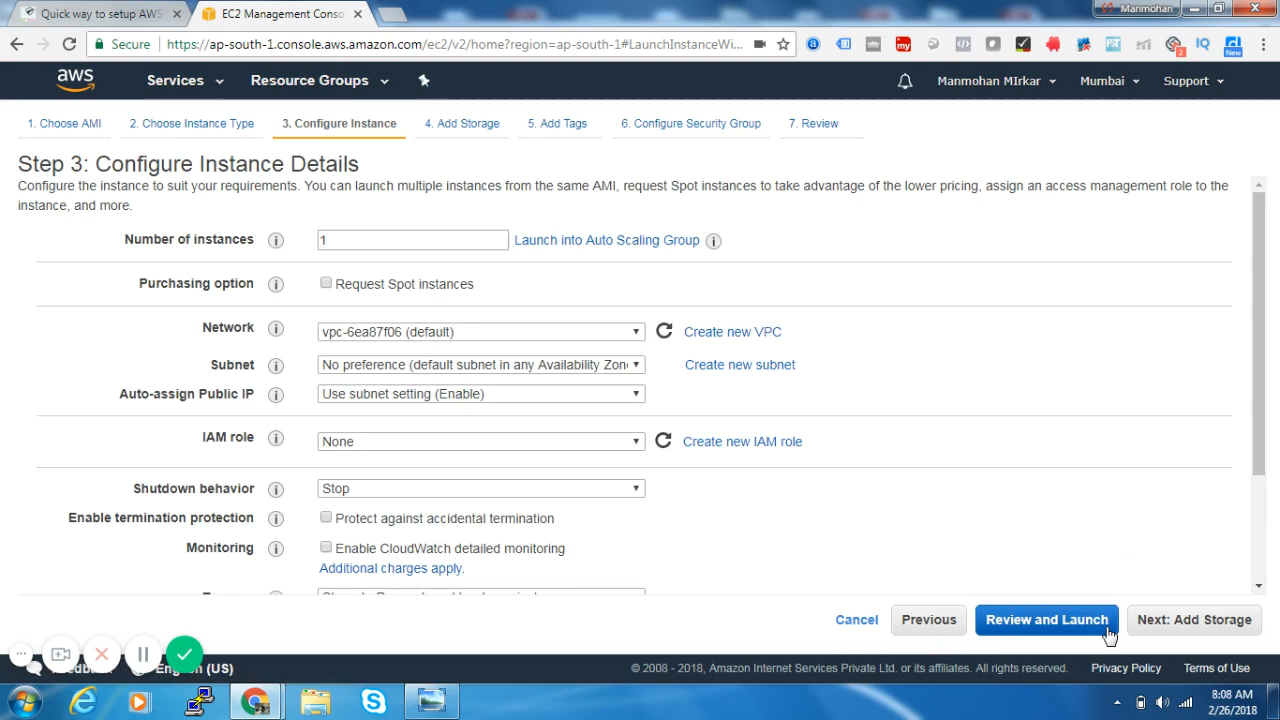 Quick way to setup AWS
EC2 Management Conso
Manmohan
Secure
https://ap-south-1.console.aws.amazon.com/ec2/v2/home?region=ap-south-1#LaunchInstanceWi...
my
2
New
aws
Services
Resource Groups
Manmohan MIrkar
Mumbai
Support
1. Choose AMI
2. Choose Instance Type
3. Configure Instance
4. Add Storage
5. Add Tags
6. Configure Security Group
7. Review
Step 3: Configure Instance Details
Configure the instance to suit your requirements. You can launch multiple instances from the same AMI, request Spot instances to take advantage of the lower pricing, assign an access management role to the
instance, and more.
Number of instances
1
Launch into Auto Scaling Group
Purchasing option
Request Spot instances
Network
vpc-6ea87f06 (default)
Create new VPC
Subnet
No preference (default subnet in any Availability Zon
Create new subnet
Auto-assign Public IP
Use subnet setting (Enable)
IAM role
None
Create new IAM role
Shutdown behavior
Stop
Enable termination protection
Protect against accidental termination
Monitoring
Enable CloudWatch detailed monitoring
Additional charges apply.
Cancel
Previous
Review and Launch
Next: Add Storage
(US)
© 2008 - 2018, Amazon Internet Services Private Ltd. or its affiliates. All rights reserved.
Privacy Policy
Terms of Use
8:08 AM
2/26/2018